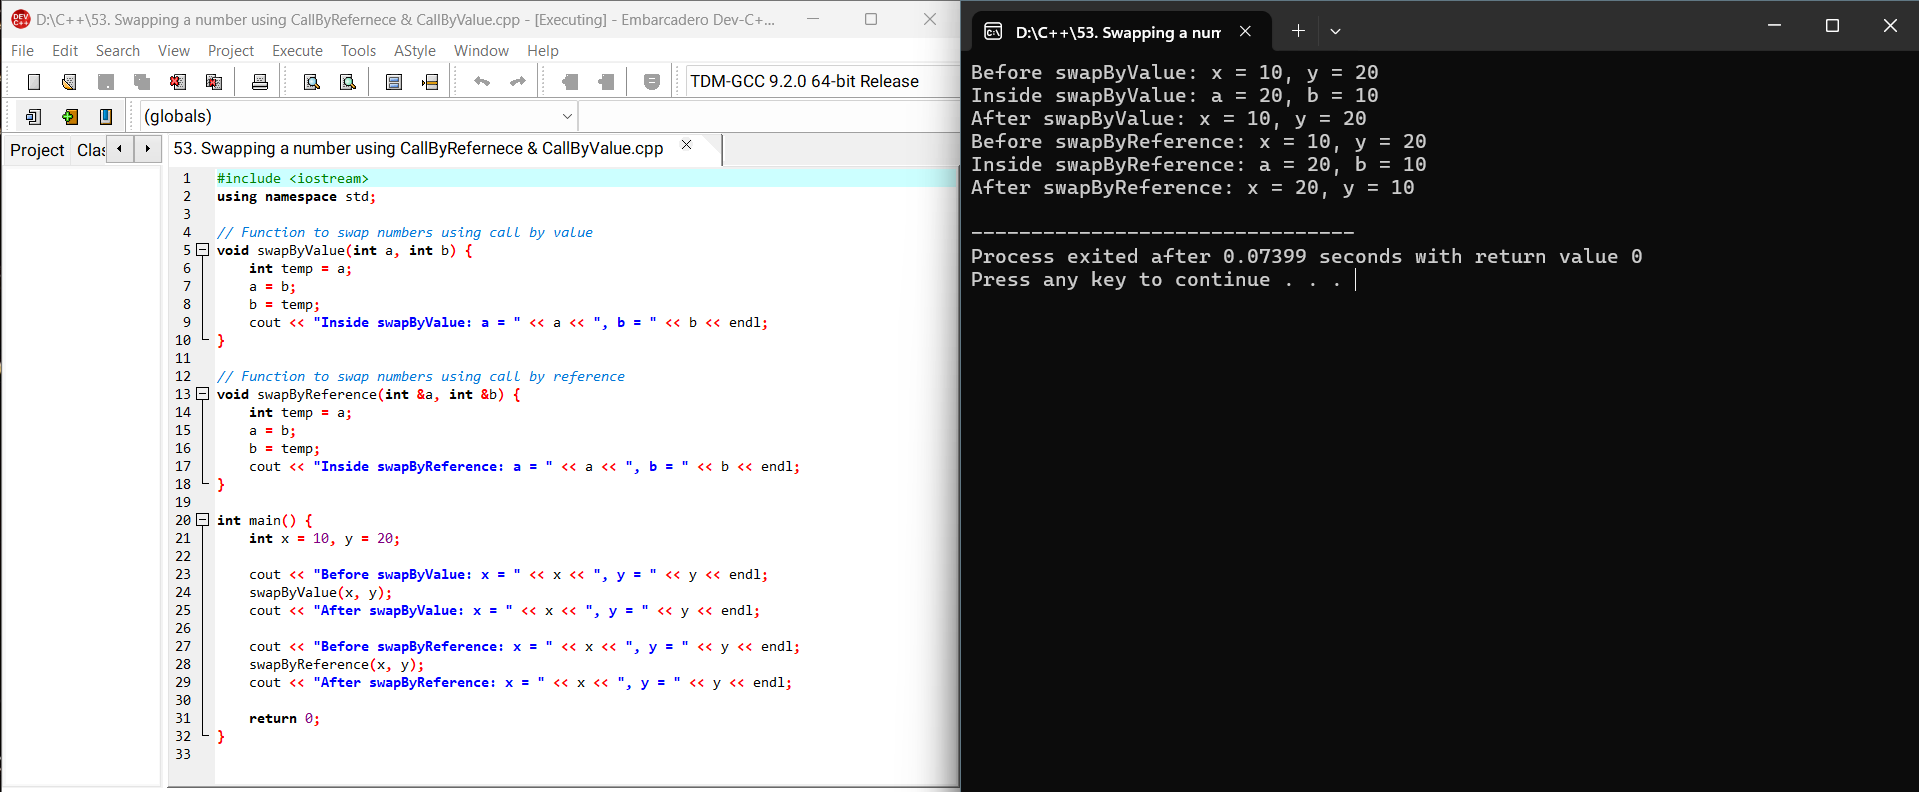 D:\C++\53. Swapping a number using CallByRefernece & CallByValue.cpp - [Executing] - Embarcadero Dev-C+...
File Edit Search View Project Execute Tools AStyle Window Help
TDM-GCC 9.2.0 64-bit Release
(globals)
Project Clas
53. Swapping a number using CallByRefernece & CallByValue.cpp
1 #include <iostream>
2 using namespace std;
3
4 // Function to swap numbers using call by value
5 void swapByValue(int a, int b) {
6 int temp = a;
7 a = b;
8 b = temp;
9 cout << "Inside swapByValue: a = " << a << ", b = " << b << endl;
10 }
11
12 // Function to swap numbers using call by reference
13 void swapByReference(int &a, int &b) {
14 int temp = a;
15 a = b;
16 b = temp;
17 cout << "Inside swapByReference: a = " << a << ", b = " << b << endl;
18 }
19
20 int main() {
21 int x = 10, y = 20;
22
23 cout << "Before swapByValue: x = " << x << ", y = " << y << endl;
24 swapByValue(x, y);
25 cout << "After swapByValue: x = " << x << ", y = " << y << endl;
26
27 cout << "Before swapByReference: x = " << x << ", y = " << y << endl;
28 swapByReference(x, y);
29 cout << "After swapByReference: x = " << x << ", y = " << y << endl;
30
31 return 0;
32 }
33
D:\C++\53. Swapping a num
Before swapByValue: x = 10, y = 20
Inside swapByValue: a = 20, b = 10
After swapByValue: x = 10, y = 20
Before swapByReference: x = 10, y = 20
Inside swapByReference: a = 20, b = 10
After swapByReference: x = 20, y = 10
--------------------------------
Process exited after 0.07399 seconds with return value 0
Press any key to continue . . .